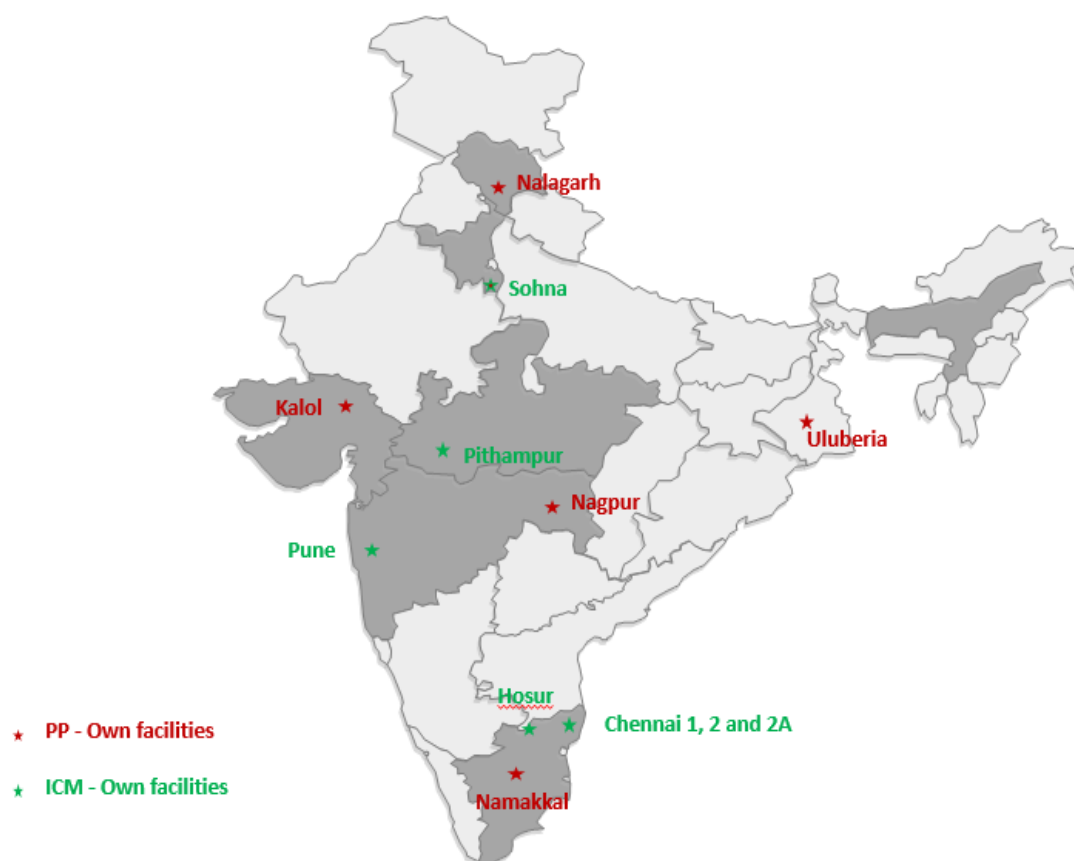 Nalagarh
Sohna
Kalol
Uluberia
Pithampur
Nagpur
Pune
Hosur
Chennai 1, 2 and 2A
PP - Own facilities
ICM - Own facilities
Namakkal